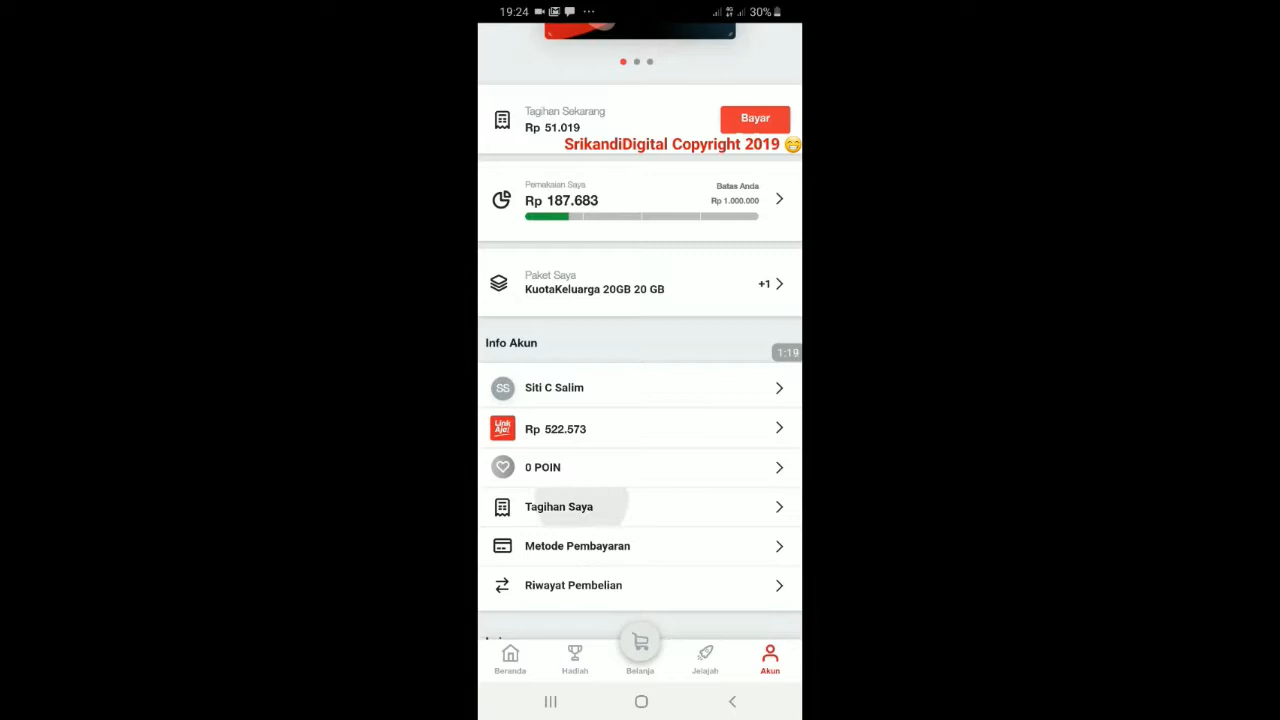 19:24
4G
30%
Tagihan Sekarang
Rp 51.019
Bayar
SrikandiDigital Copyright 2019 😁
Pemakaian Saya
Rp 187.683
Batas Anda
Rp 1.000.000
Paket Saya
KuotaKeluarga 20GB 20 GB
+1
Info Akun
1:19
SS
Siti C Salim
Link Aja!
Rp 522.573
0 POIN
Tagihan Saya
Metode Pembayaran
Riwayat Pembelian
Beranda
Hadiah
Belanja
Jelajah
Akun